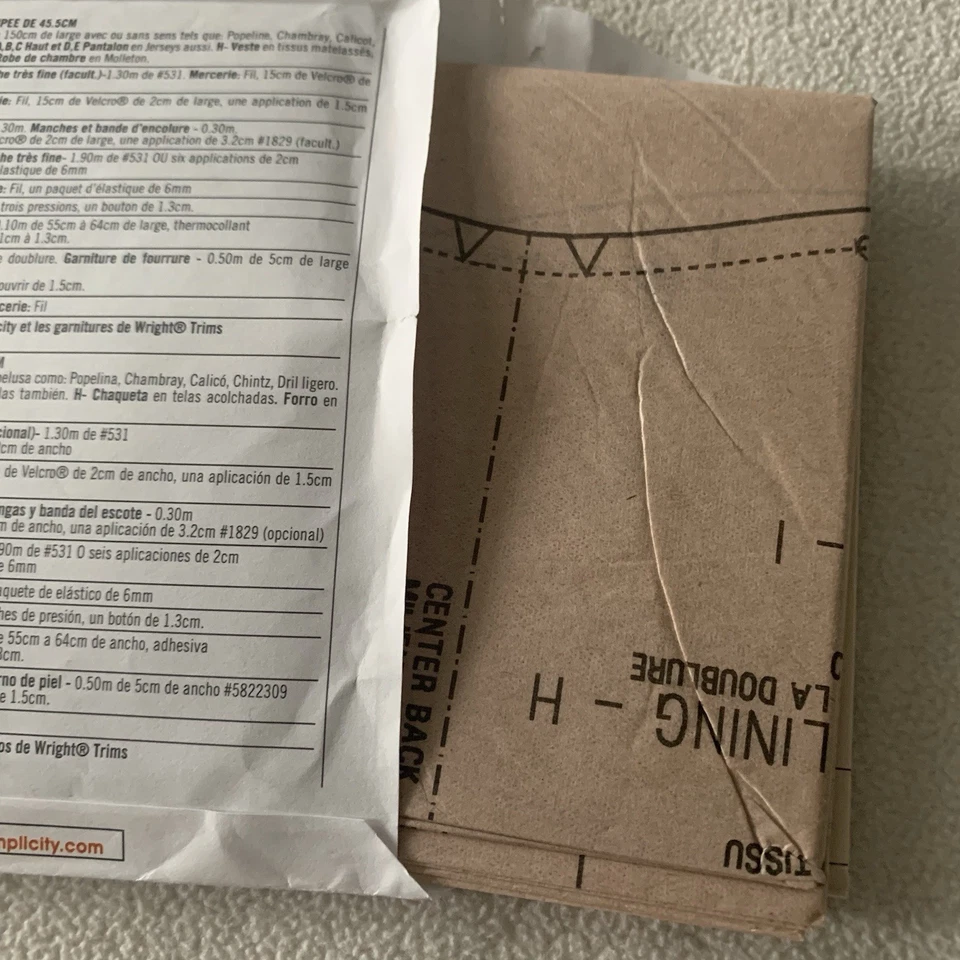 PEE DE 45.5CM
150cm de large avec ou sans sens tels que: Popeline, Chambray, Calicot,
A,B,C Haut et D,E Pantalon en Jerseys aussi. H- Veste en tissus matelassés,
Robe de chambre en Molleton.
he très fine (facult.)-1.30m de #531. Mercerie: Fil, 15cm de Velcro® de
ie: Fil, 15cm de Velcro® de 2cm de large, une application de 1.5cm
.30m. Manches et bande d'encolure - 0.30m.
cro® de 2cm de large, une application de 3.2cm #1829 (facult.)
he très fine- 1.90m de #531 OU six applications de 2cm
lastique de 6mm
e: Fil, un paquet d'élastique de 6mm
trois pressions, un bouton de 1.3cm.
.10m de 55cm à 64cm de large, thermocollant
1cm à 1.3cm.
e doublure. Garniture de fourrure - 0.50m de 5cm de large
ouvrir de 1.5cm.
cerie: Fil
city et les garnitures de Wright® Trims
M
pelusa como: Popelina, Chambray, Calicó, Chintz, Dril ligero.
las también. H- Chaqueta en telas acolchadas. Forro en
cional)- 1.30m de #531
cm de ancho
de Velcro® de 2cm de ancho, una aplicación de 1.5cm
ngas y banda del escote - 0.30m
m de ancho, una aplicación de 3.2cm #1829 (opcional)
90m de #531 O seis aplicaciones de 2cm
e 6mm
aquete de elástico de 6mm
hes de presión, un botón de 1.3cm.
e 55cm a 64cm de ancho, adhesiva
3cm.
rno de piel - 0.50m de 5cm de ancho #5822309
e 1.5cm.
os de Wright® Trims
mplicity.com
CENTER BACK
LINING - H
LA DOUBLURE
TISSU